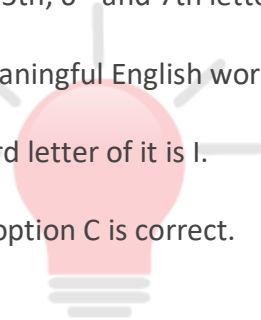 5th, 6 and 7th lette
aningful English wor
rd letter of it is I.
option C is correct.